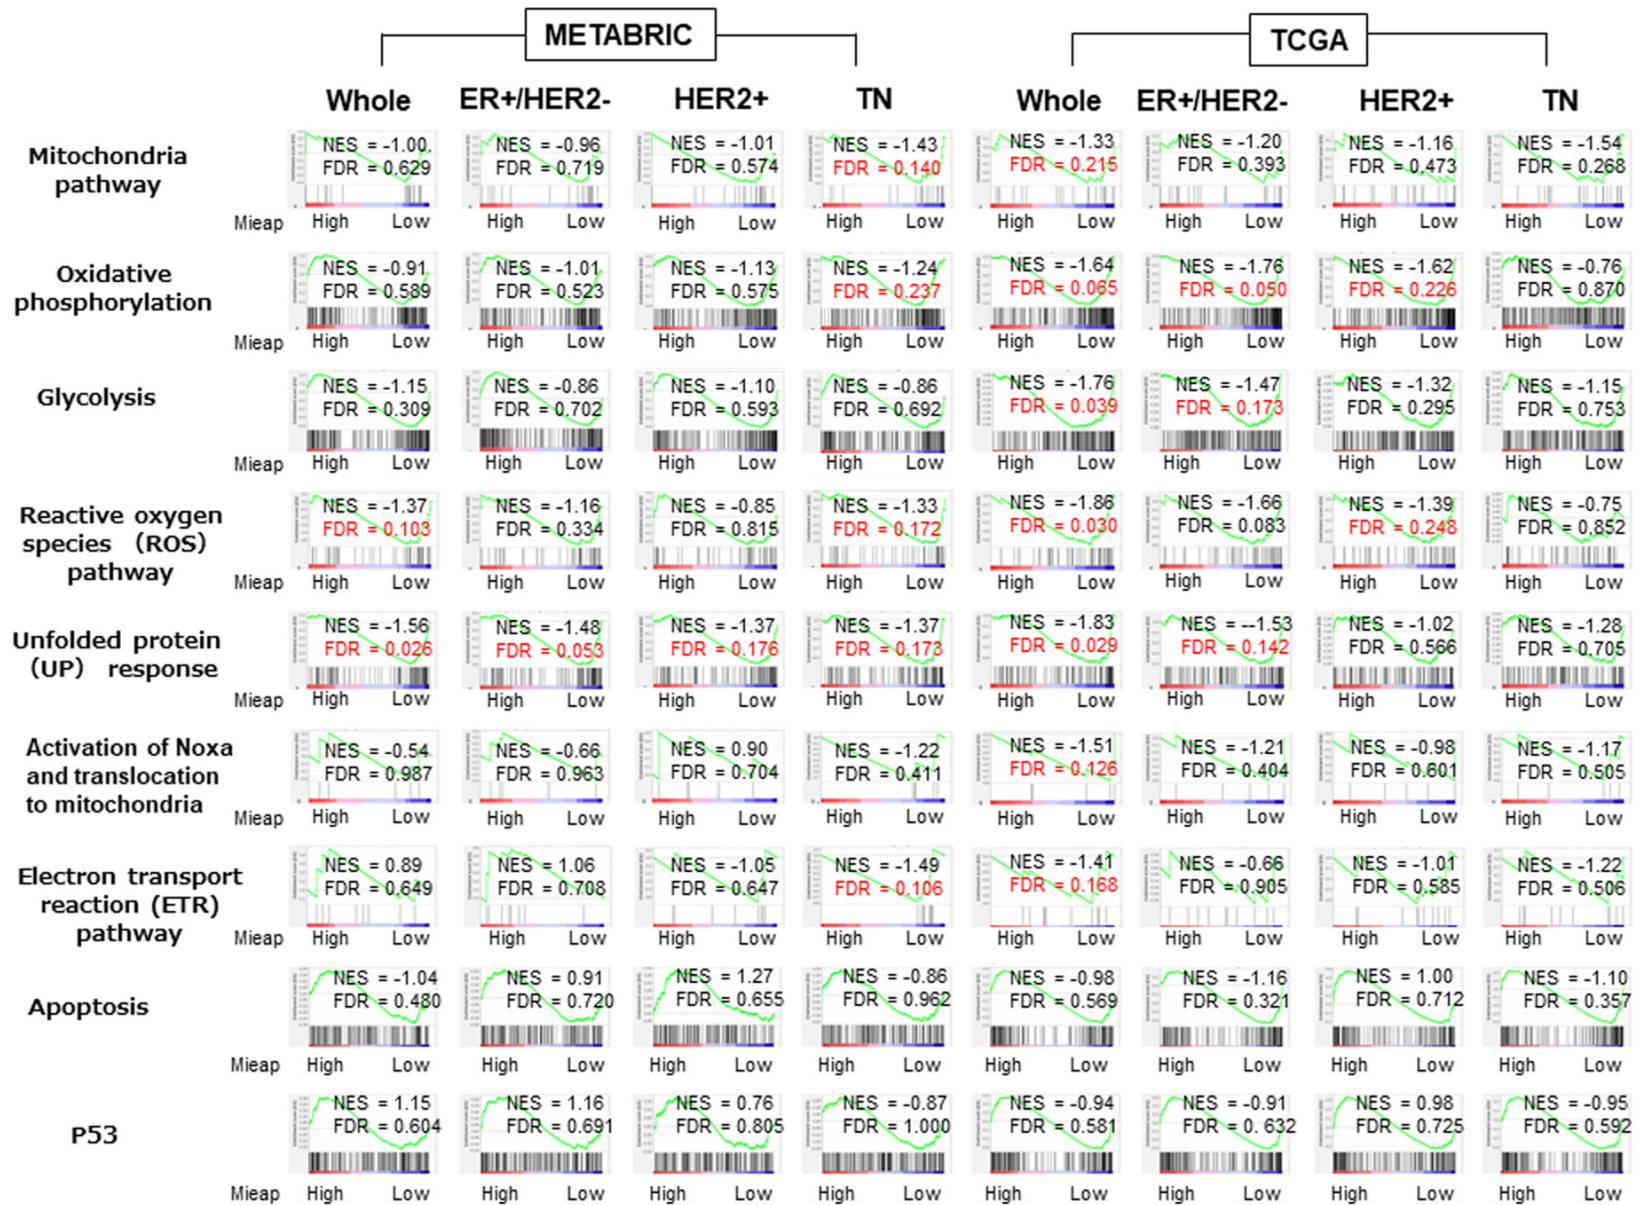 METABRIC TCGA
Whole ER+/HER2- HER2+ TN Whole ER+/HER2- HER2+ TN
Mitochondria
pathway
NES = -1.00 NES = -0.96 NES = -1.01 NES = -1.43 NES = -1.33 NES = -1.20 NES = -1.16 NES = -1.54
FDR = 0.629 FDR = 0.719 FDR = 0.574 FDR = 0.140 FDR = 0.215 FDR = 0.393 FDR = 0.473 FDR = 0.268
Mieap High Low High Low High Low High Low High Low High Low High Low High Low
Oxidative
phosphorylation
NES = -0.91 NES = -1.01 NES = -1.13 NES = -1.24 NES = -1.64 NES = -1.76 NES = -1.62 NES = -0.76
FDR = 0.589 FDR = 0.523 FDR = 0.575 FDR = 0.237 FDR = 0.065 FDR = 0.050 FDR = 0.226 FDR = 0.870
Mieap High Low High Low High Low High Low High Low High Low High Low High Low
Glycolysis
NES = -1.15 NES = -0.86 NES = -1.10 NES = -0.86 NES = -1.76 NES = -1.47 NES = -1.32 NES = -1.15
FDR = 0.309 FDR = 0.702 FDR = 0.593 FDR = 0.692 FDR = 0.039 FDR = 0.173 FDR = 0.295 FDR = 0.753
Mieap High Low High Low High Low High Low High Low High Low High Low High Low
Reactive oxygen
species (ROS)
pathway
NES = -1.37 NES = -1.16 NES = -0.85 NES = -1.33 NES = -1.86 NES = -1.66 NES = -1.39 NES = -0.75
FDR = 0.103 FDR = 0.334 FDR = 0.815 FDR = 0.172 FDR = 0.030 FDR = 0.083 FDR = 0.248 FDR = 0.852
Mieap High Low High Low High Low High Low High Low High Low High Low High Low
Unfolded protein
(UP) response
NES = -1.56 NES = -1.48 NES = -1.37 NES = -1.37 NES = -1.83 NES = --1.53 NES = -1.02 NES = -1.28
FDR = 0.026 FDR = 0.053 FDR = 0.176 FDR = 0.173 FDR = 0.029 FDR = 0.142 FDR = 0.566 FDR = 0.705
Mieap High Low High Low High Low High Low High Low High Low High Low High Low
Activation of Noxa
and translocation
to mitochondria
NES = -0.54 NES = -0.66 NES = 0.90 NES = -1.22 NES = -1.51 NES = -1.21 NES = -0.98 NES = -1.17
FDR = 0.987 FDR = 0.963 FDR = 0.704 FDR = 0.411 FDR = 0.126 FDR = 0.404 FDR = 0.601 FDR = 0.505
Mieap High Low High Low High Low High Low High Low High Low High Low High Low
Electron transport
reaction (ETR)
pathway
NES = 0.89 NES = 1.06 NES = -1.05 NES = -1.49 NES = -1.41 NES = -0.66 NES = -1.01 NES = -1.22
FDR = 0.649 FDR = 0.708 FDR = 0.647 FDR = 0.106 FDR = 0.168 FDR = 0.905 FDR = 0.585 FDR = 0.506
Mieap High Low High Low High Low High Low High Low High Low High Low High Low
Apoptosis
NES = -1.04 NES = 0.91 NES = 1.27 NES = -0.86 NES = -0.98 NES = -1.16 NES = 1.00 NES = -1.10
FDR = 0.480 FDR = 0.720 FDR = 0.655 FDR = 0.962 FDR = 0.569 FDR = 0.321 FDR = 0.712 FDR = 0.357
Mieap High Low High Low High Low High Low High Low High Low High Low High Low
P53
NES = 1.15 NES = 1.16 NES = 0.76 NES = -0.87 NES = -0.94 NES = -0.91 NES = 0.98 NES = -0.95
FDR = 0.604 FDR = 0.691 FDR = 0.805 FDR = 1.000 FDR = 0.581 FDR = 0.632 FDR = 0.725 FDR = 0.592
Mieap High Low High Low High Low High Low High Low High Low High Low High Low